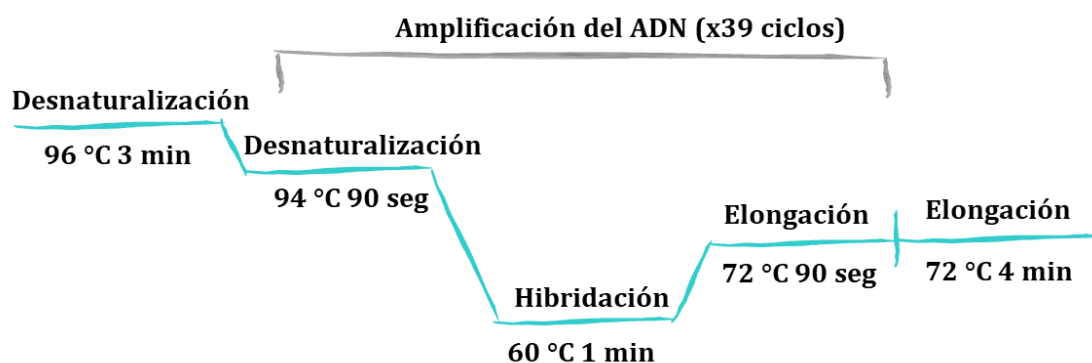 Amplificación del ADN (x39 ciclos)
Desnaturalización
96 °C 3 min
Desnaturalización
94 °C 90 seg
Hibridación
60 °C 1 min
Elongación
72 °C 90 seg
Elongación
72 °C 4 min